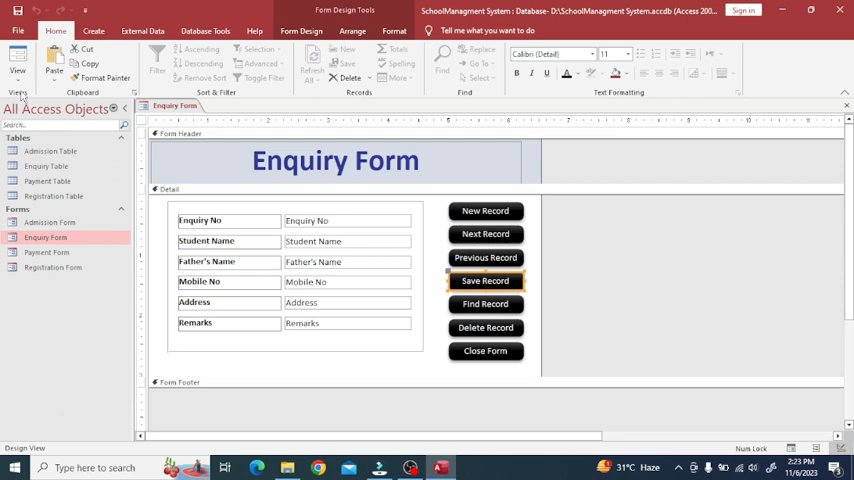 Form Design Tools
SchoolManagment System : Database- D:\SchoolManagment System.accdb (Access 200...
Sign in
File
Home
Create
External Data
Database Tools
Help
Form Design
Arrange
Format
Tell me what you want to do
View
Paste
Cut
Copy
Format Painter
Filter
Ascending
Descending
Remove Sort
Selection
Advanced
Toggle Filter
Refresh
All
New
Save
Delete
Totals
Spelling
More
Find
Replace
Go To
Select
Calibri (Detail)
11
B I U
Views
Clipboard
Sort & Filter
Records
Find
Text Formatting
All Access Objects
Search...
Tables
Admission Table
Enquiry Table
Payment Table
Registration Table
Forms
Admission Form
Enquiry Form
Payment Form
Registration Form
Enquiry Form
Form Header
Enquiry Form
Detail
Enquiry No Enquiry No
Student Name Student Name
Father's Name Father's Name
Mobile No Mobile No
Address Address
Remarks Remarks
New Record
Next Record
Previous Record
Save Record
Find Record
Delete Record
Close Form
Form Footer
Design View
Num Lock
Type here to search
31°C Haze
2:23 PM
11/6/2023